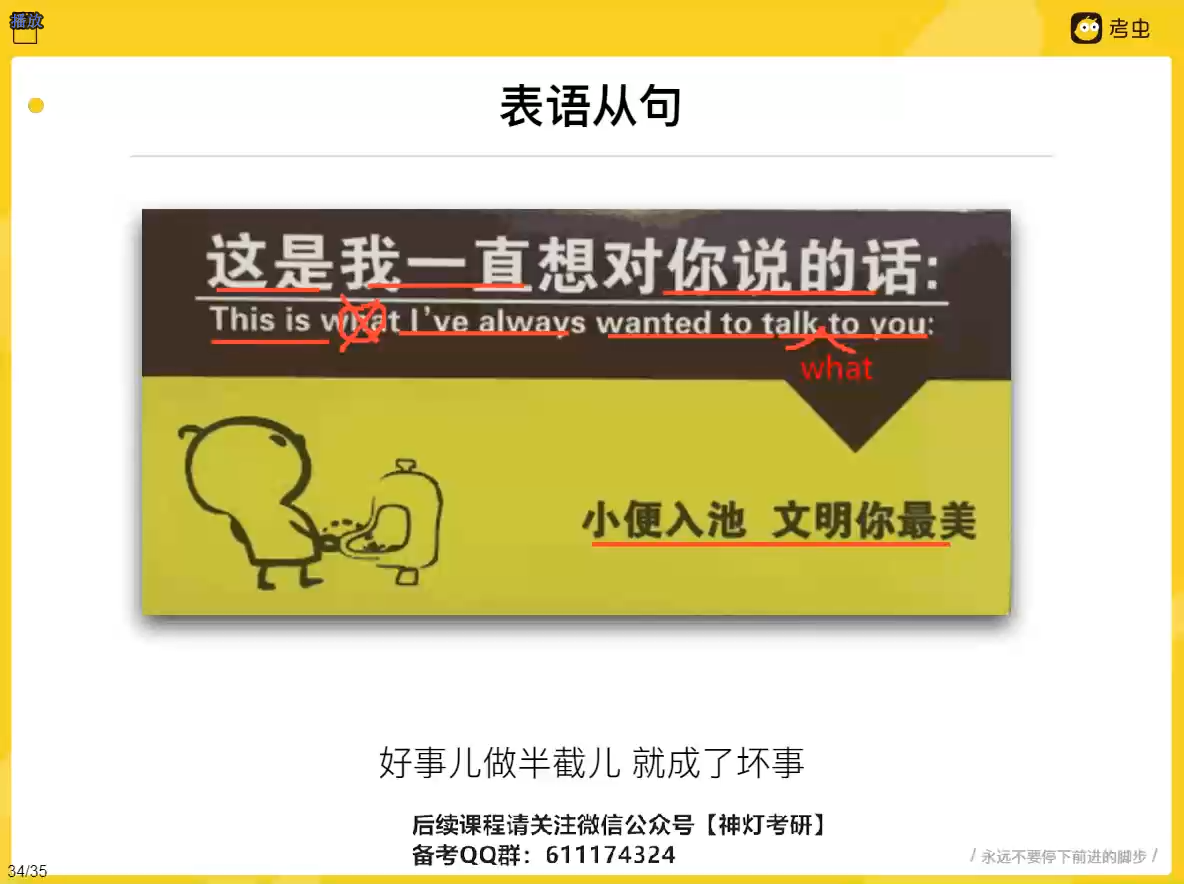 播放
考虫
表语从句
这是我一直想对你说的话:
This is what I've always wanted to talk to you:
what
小便入池 文明你最美
好事儿做半截儿 就成了坏事
后续课程请关注微信公众号【神灯考研】
备考QQ群：611174324
/ 永远不要停下前进的脚步 /
34/35